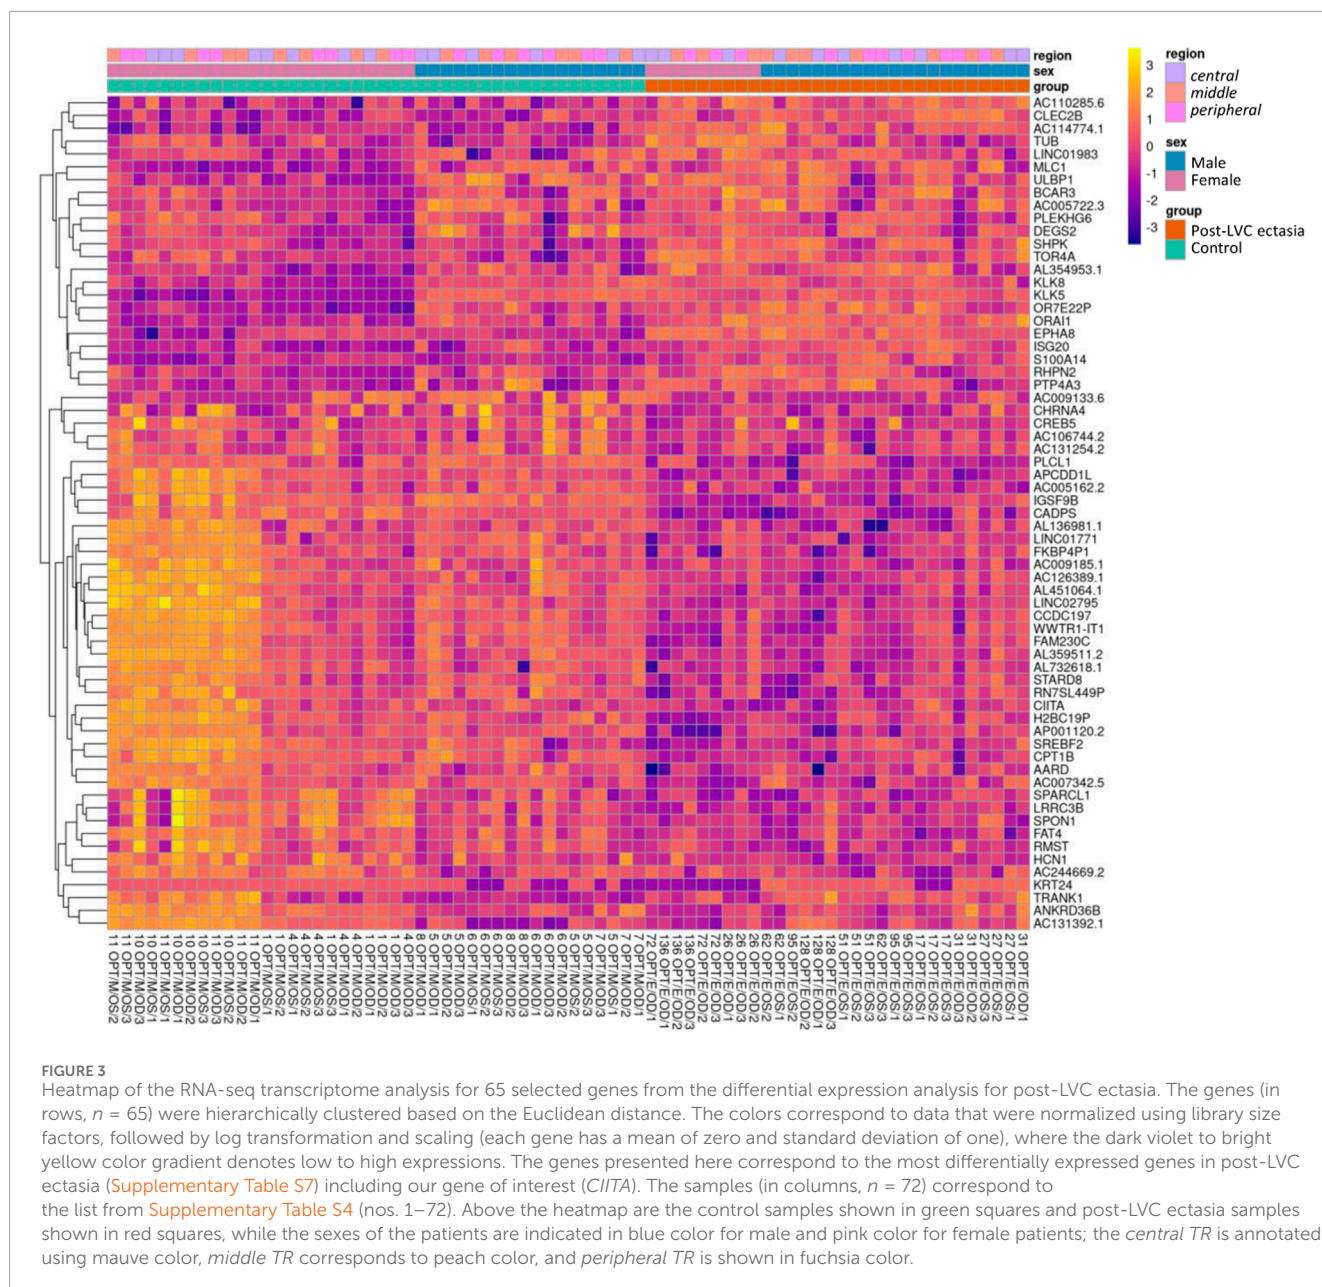 region
sex
group
AC110285.6
CLEC2B
AC114774.1
TUB
LINC01983
MLC1
ULBP1
BCAR3
AC005722.3
PLEKHG6
DEGS2
SHPK
TOR4A
AL354953.1
KLK8
KLK5
OR7E22P
ORAI1
EPHA8
ISG20
S100A14
RHPN2
PTP4A3
AC009133.6
CHRNA4
CREB5
AC106744.2
AC131254.2
PLCL1
APCDD1L
AC005162.2
IGSF9B
CADPS
AL136981.1
LINC01771
FKBP4P1
AC009185.1
AC126389.1
AL451064.1
LINC02795
CCDC197
WWTR1-IT1
FAM230C
AL359511.2
AL732618.1
STARD8
RN7SL449P
CIITA
H2BC19P
AP001120.2
SREBF2
CPT1B
AARD
AC007342.5
SPARCL1
LRRC3B
SPON1
FAT4
RMST
HCN1
AC244669.2
KRT24
TRANK1
ANKRD36B
AC131392.1
3
2
1
0
-1
-2
-3
region
central
middle
peripheral
sex
Male
Female
group
Post-LVC ectasia
Control
FIGURE 3
Heatmap of the RNA-seq transcriptome analysis for 65 selected genes from the differential expression analysis for post-LVC ectasia. The genes (in
rows, n = 65) were hierarchically clustered based on the Euclidean distance. The colors correspond to data that were normalized using library size
factors, followed by log transformation and scaling (each gene has a mean of zero and standard deviation of one), where the dark violet to bright
yellow color gradient denotes low to high expressions. The genes presented here correspond to the most differentially expressed genes in post-LVC
ectasia (Supplementary Table S7) including our gene of interest (CIITA). The samples (in columns, n = 72) correspond to
the list from Supplementary Table S4 (nos. 1–72). Above the heatmap are the control samples shown in green squares and post-LVC ectasia samples
shown in red squares, while the sexes of the patients are indicated in blue color for male and pink color for female patients; the central TR is annotated
using mauve color, middle TR corresponds to peach color, and peripheral TR is shown in fuchsia color.